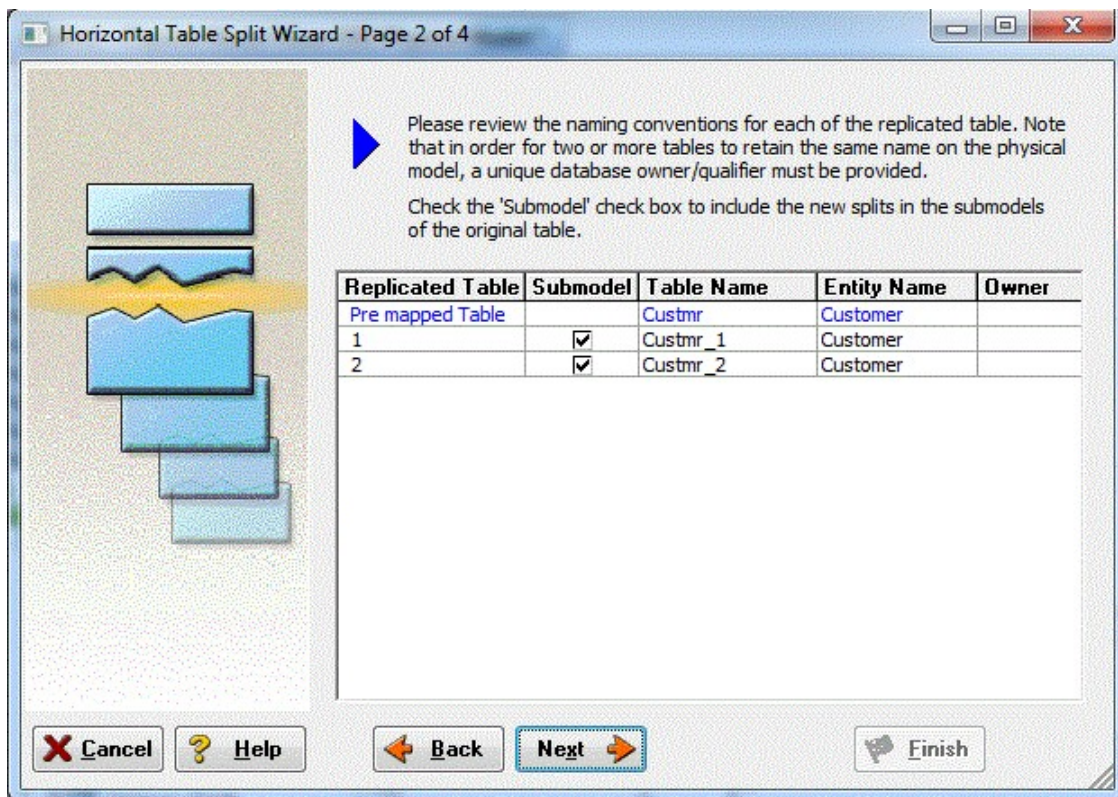 Horizontal Table Split Wizard - Page 2 of 4
Please review the naming conventions for each of the replicated table. Note
that in order for two or more tables to retain the same name on the physical
model, a unique database owner/qualifier must be provided.
Check the 'Submodel' check box to include the new splits in the submodels
of the original table.
Replicated Table Submodel Table Name Entity Name Owner
Pre mapped Table Custmr Customer
1 Custmr_1 Customer
2 Custmr_2 Customer
Cancel Help Back Next Finish